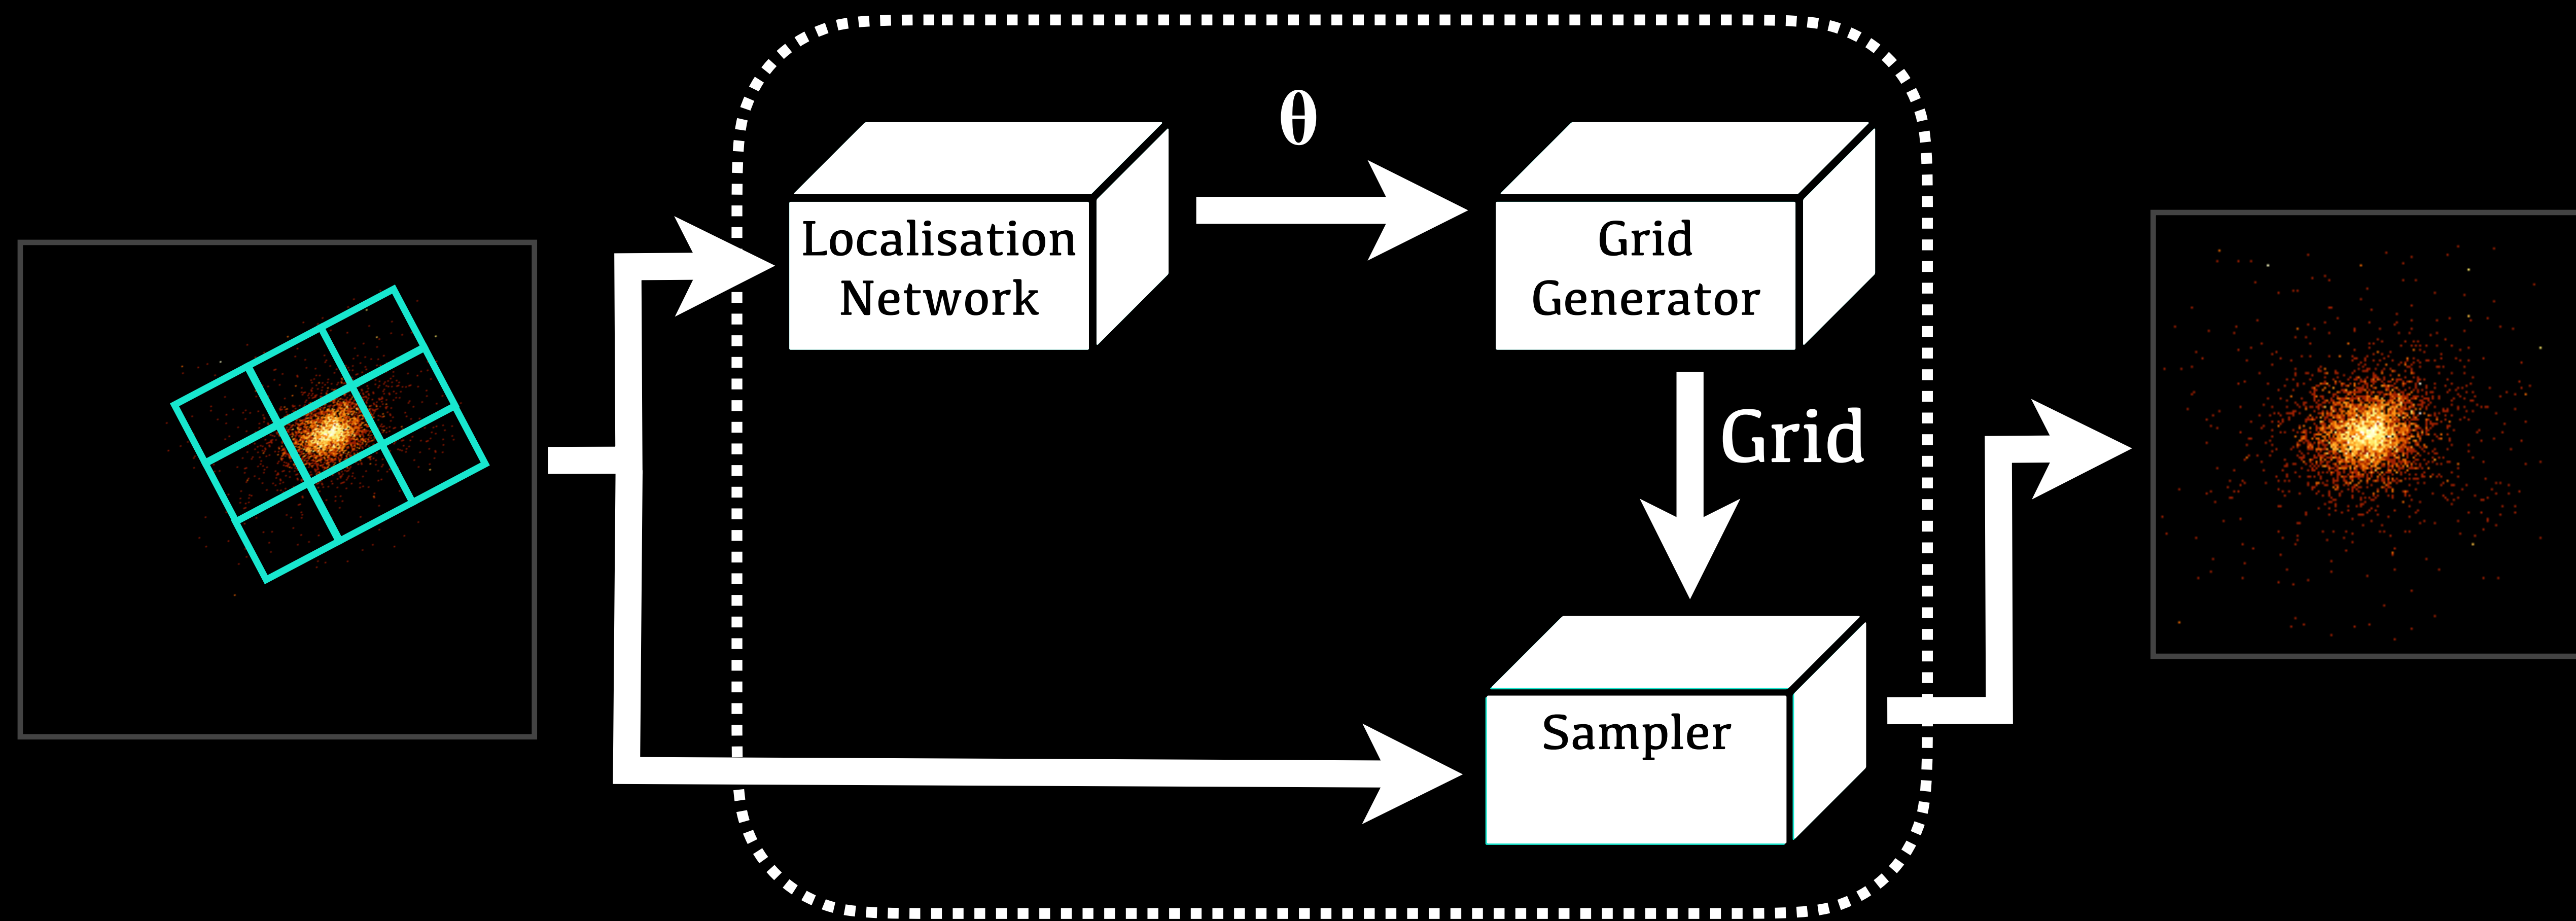 θ
Localisation
Network
Grid
Generator
Grid
Sampler